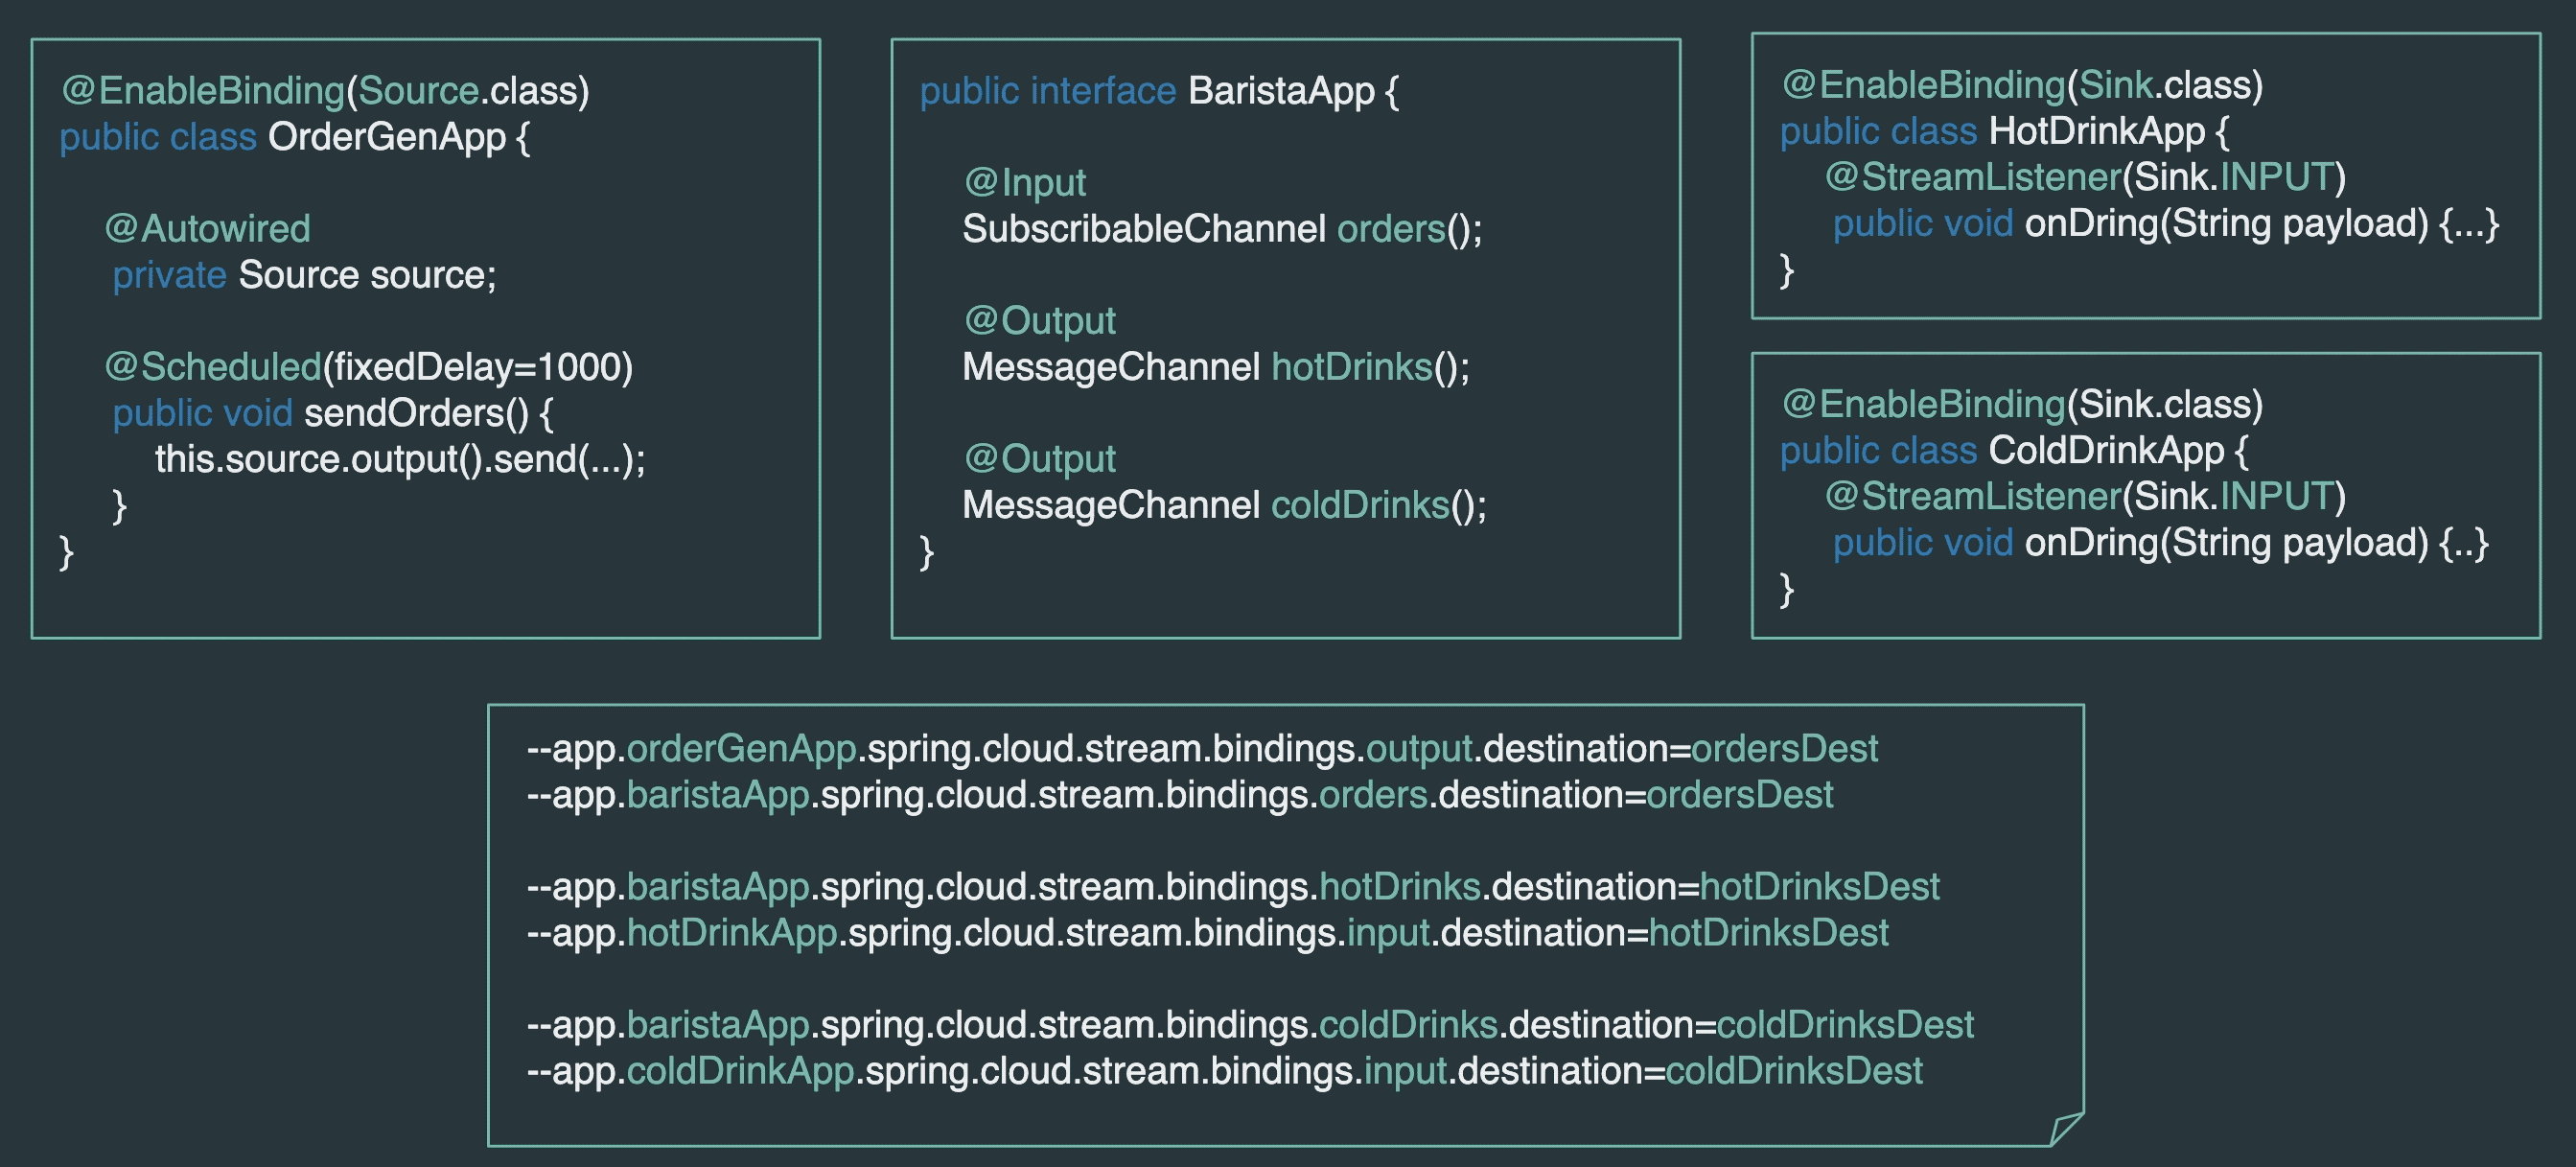 @EnableBinding(Source.class)
public class OrderGenApp {
@Autowired
private Source source;
@Scheduled(fixedDelay=1000)
public void sendOrders() {
this.source.output().send(...);
}
}
public interface BaristaApp {
@Input
SubscribableChannel orders();
@Output
MessageChannel hotDrinks();
@Output
MessageChannel coldDrinks();
}
@EnableBinding(Sink.class)
public class HotDrinkApp {
@StreamListener(Sink.INPUT)
public void onDring(String payload) {...}
}
@EnableBinding(Sink.class)
public class ColdDrinkApp {
@StreamListener(Sink.INPUT)
public void onDring(String payload) {..}
}
--app.orderGenApp.spring.cloud.stream.bindings.output.destination=ordersDest
--app.baristaApp.spring.cloud.stream.bindings.orders.destination=ordersDest
--app.baristaApp.spring.cloud.stream.bindings.hotDrinks.destination=hotDrinksDest
--app.hotDrinkApp.spring.cloud.stream.bindings.input.destination=hotDrinksDest
--app.baristaApp.spring.cloud.stream.bindings.coldDrinks.destination=coldDrinksDest
--app.coldDrinkApp.spring.cloud.stream.bindings.input.destination=coldDrinksDest